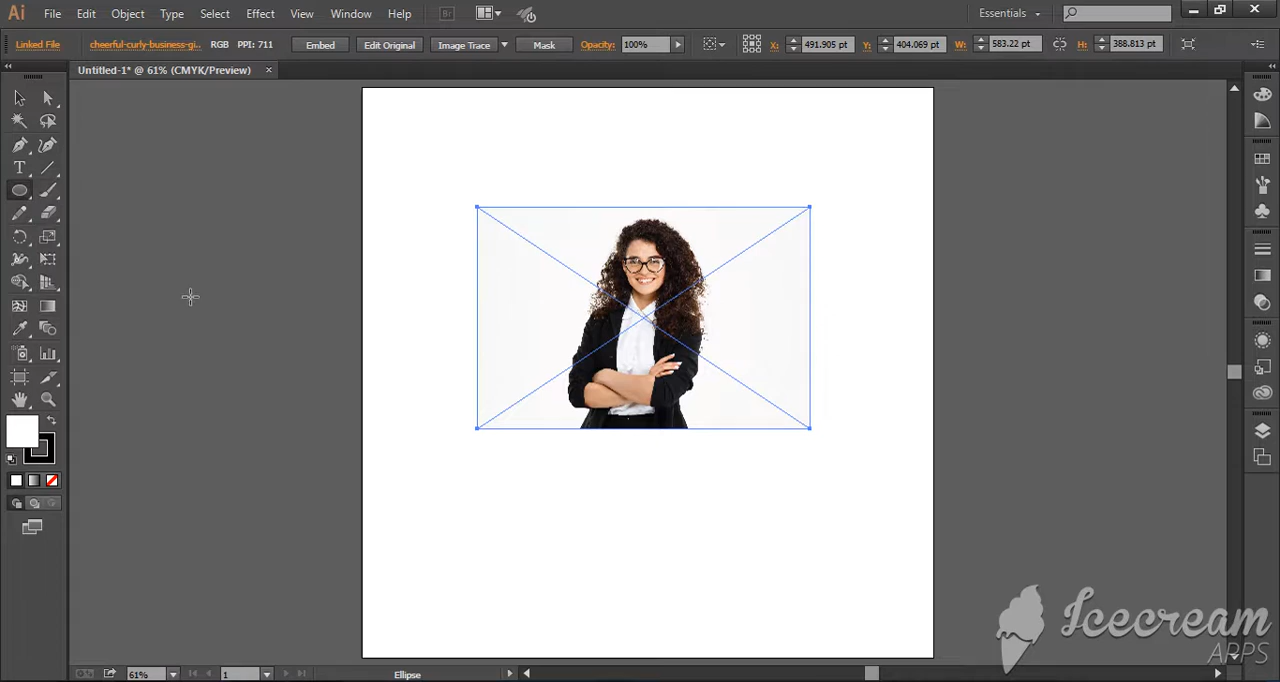 Ai File Edit Object Type Select Effect View Window Help Br Essentials
Linked File cheerful-curly-business-gi.. RGB PPI: 711 Embed Edit Original Image Trace Mask Opacity: 100% X: 491.905 pt Y: 404.069 pt W: 583.22 pt H: 388.813 pt
Untitled-1* @ 61% (CMYK/Preview)
T
61% 1 Ellipse
Icecream
APPS